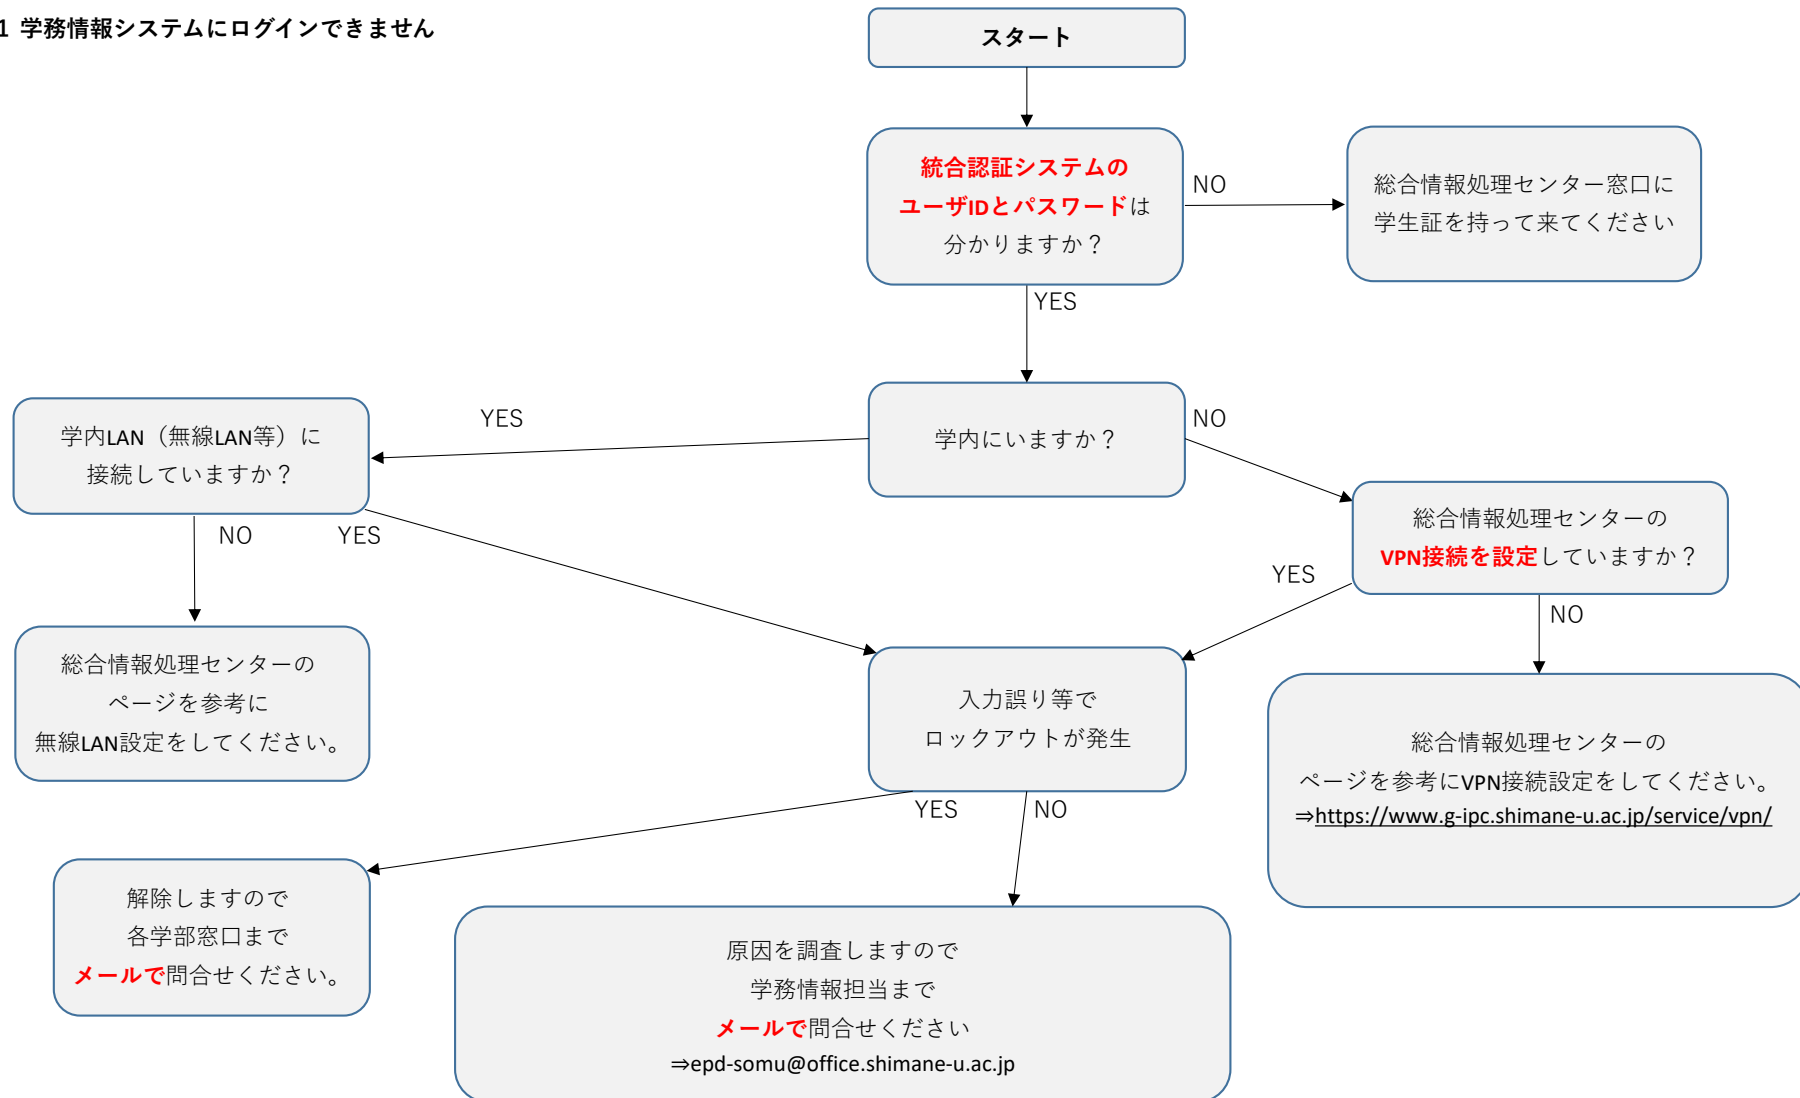 1 学務情報システムにログインできません
スタート
統合認証システムの
ユーザIDとパスワードは
分かりますか？
NO
総合情報処理センター窓口に
学生証を持って来てください
YES
学内にいますか？
YES
NO
学内LAN（無線LAN等）に
接続していますか？
NO
YES
総合情報処理センターの
VPN接続を設定していますか？
YES
NO
総合情報処理センターの
ページを参考に
無線LAN設定をしてください。
入力誤り等で
ロックアウトが発生
YES
NO
総合情報処理センターの
ページを参考にVPN接続設定をしてください。
⇒https://www.g-ipc.shimane-u.ac.jp/service/vpn/
解除しますので
各学部窓口まで
メールで問合せください。
原因を調査しますので
学務情報担当まで
メールで問合せください
⇒epd-somu@office.shimane-u.ac.jp